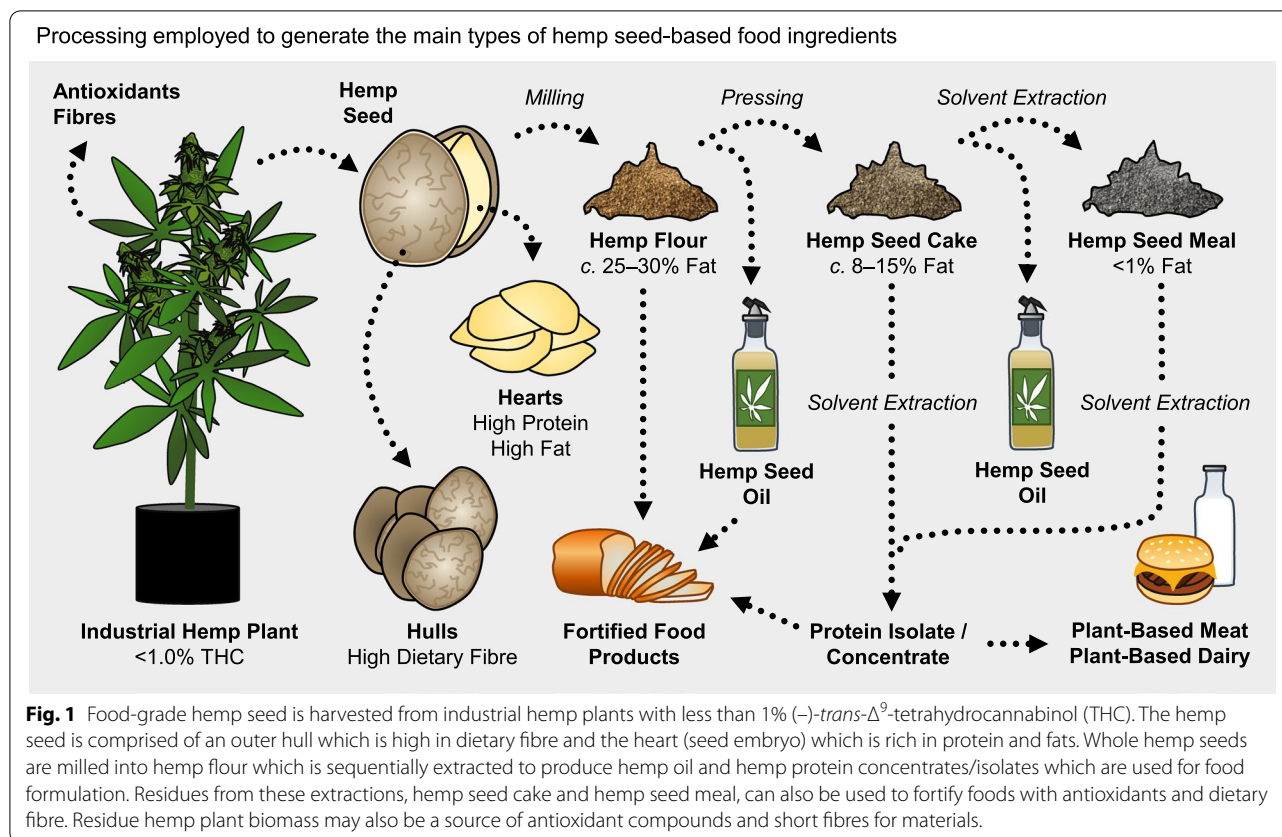 Processing employed to generate the main types of hemp seed-based food ingredients
Antioxidants
Fibres
Hemp
Seed
Milling
Pressing
Solvent Extraction
Hemp Flour
c. 25–30% Fat
Hemp Seed Cake
c. 8–15% Fat
Hemp Seed Meal
<1% Fat
Hearts
High Protein
High Fat
Solvent Extraction
Solvent Extraction
Hemp Seed
Oil
Hemp Seed
Oil
Industrial Hemp Plant
<1.0% THC
Hulls
High Dietary Fibre
Fortified Food
Products
Protein Isolate /
Concentrate
Plant-Based Meat
Plant-Based Dairy
Fig. 1 Food-grade hemp seed is harvested from industrial hemp plants with less than 1% (–)-trans-Δ⁹-tetrahydrocannabinol (THC). The hemp
seed is comprised of an outer hull which is high in dietary fibre and the heart (seed embryo) which is rich in protein and fats. Whole hemp seeds
are milled into hemp flour which is sequentially extracted to produce hemp oil and hemp protein concentrates/isolates which are used for food
formulation. Residues from these extractions, hemp seed cake and hemp seed meal, can also be used to fortify foods with antioxidants and dietary
fibre. Residue hemp plant biomass may also be a source of antioxidant compounds and short fibres for materials.